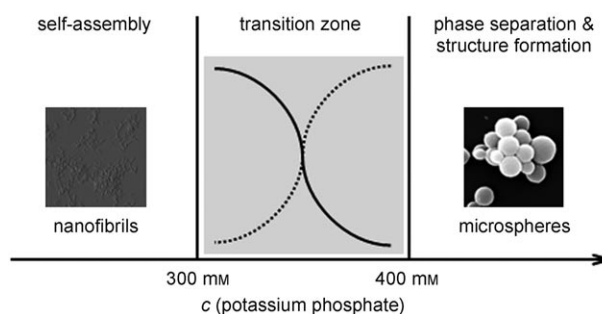 self-assembly
transition zone
phase separation &
structure formation
nanofibrils
microspheres
300 mM
400 mM
c (potassium phosphate)